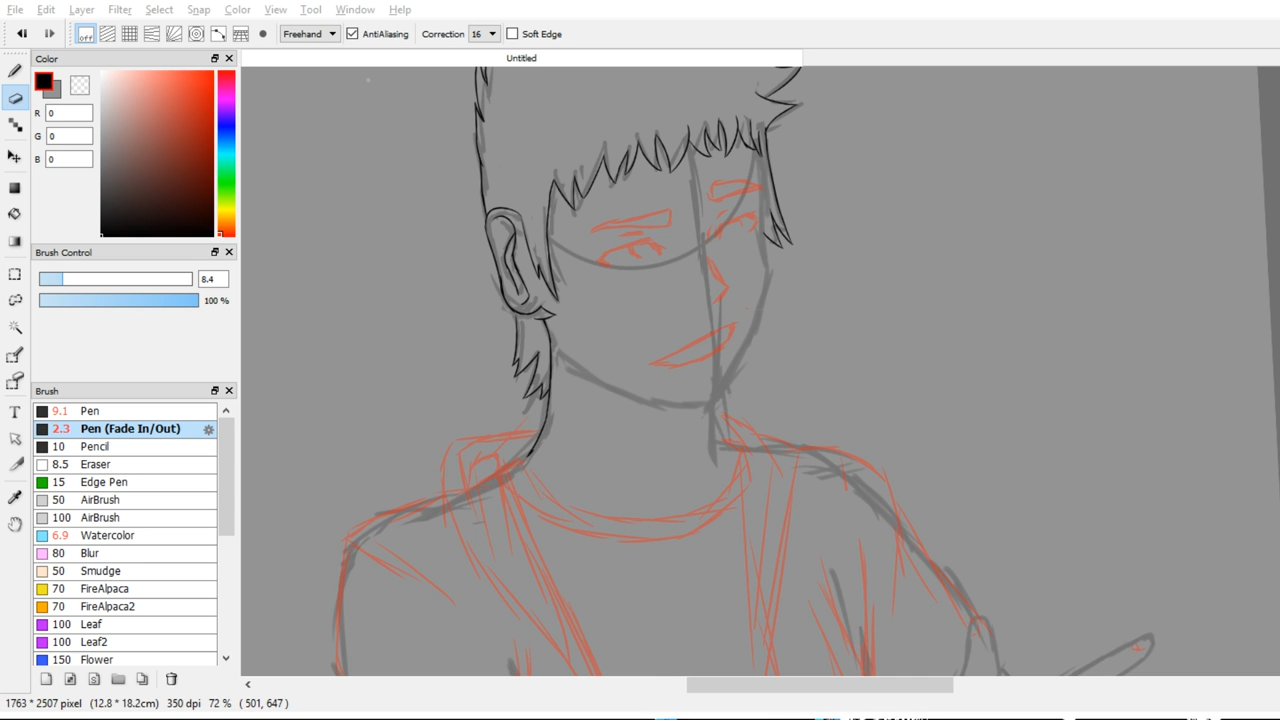 File Edit Layer Filter Select Snap Color View Tool Window Help
off Freehand AntiAliasing Correction 16 Soft Edge
Color
Untitled
R 0
G 0
B 0
Brush Control
8.4
100 %
Brush
9.1 Pen
2.3 Pen (Fade In/Out)
10 Pencil
8.5 Eraser
15 Edge Pen
50 AirBrush
100 AirBrush
6.9 Watercolor
80 Blur
50 Smudge
70 FireAlpaca
70 FireAlpaca2
100 Leaf
100 Leaf2
150 Flower
1763 * 2507 pixel (12.8 * 18.2cm) 350 dpi 72 % ( 501, 647 )